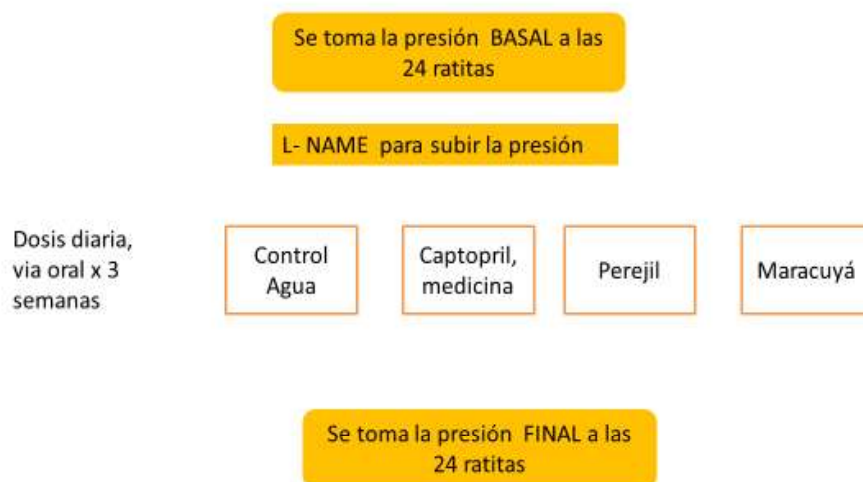 Se toma la presión BASAL a las
24 ratitas
L- NAME para subir la presión
Dosis diaria,
via oral x 3
semanas
Control
Agua
Captopril,
medicina
Perejil
Maracuyá
Se toma la presión FINAL a las
24 ratitas